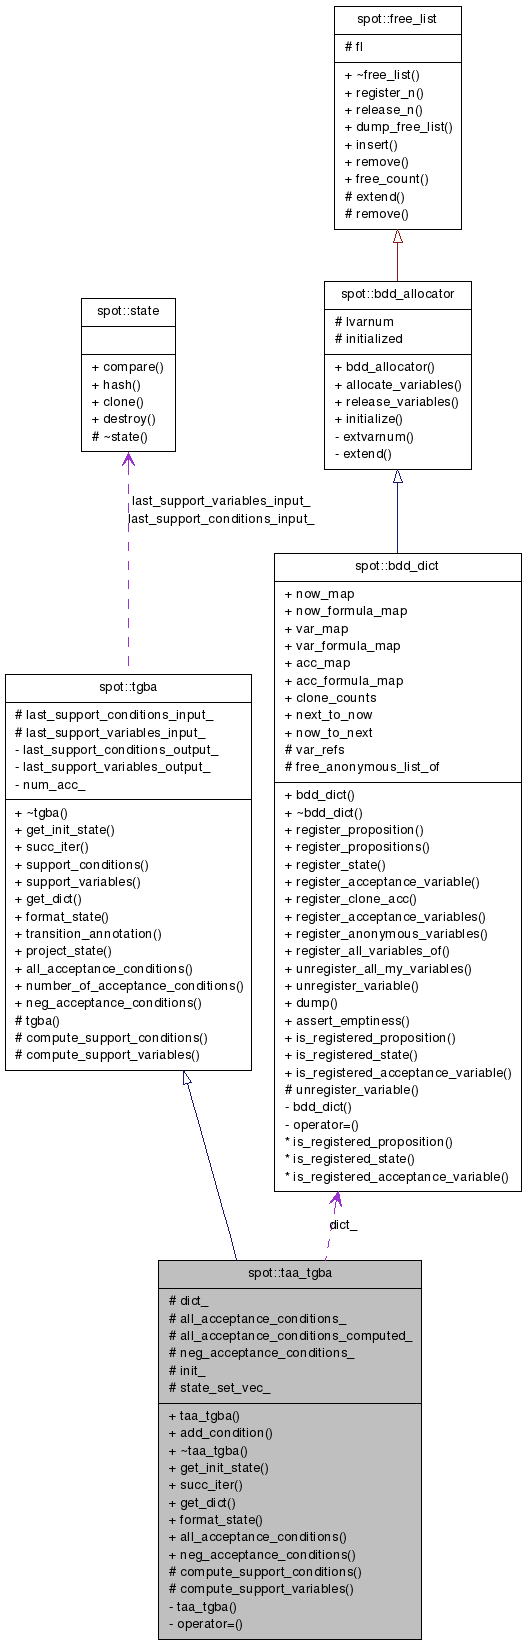 spot::free_list
# fl
+ ~free_list()
+ register_n()
+ release_n()
+ dump_free_list()
+ insert()
+ remove()
+ free_count()
# extend()
# remove()
spot::bdd_allocator
# lvarnum
# initialized
+ bdd_allocator()
+ allocate_variables()
+ release_variables()
+ initialize()
- extvarnum()
- extend()
spot::state
+ compare()
+ hash()
+ clone()
+ destroy()
# ~state()
last_support_variables_input_
last_support_conditions_input_
spot::bdd_dict
+ now_map
+ now_formula_map
+ var_map
+ var_formula_map
+ acc_map
+ acc_formula_map
+ clone_counts
+ next_to_now
+ now_to_next
# var_refs
# free_anonymous_list_of
+ bdd_dict()
+ ~bdd_dict()
+ register_proposition()
+ register_propositions()
+ register_state()
+ register_acceptance_variable()
+ register_clone_acc()
+ register_acceptance_variables()
+ register_anonymous_variables()
+ register_all_variables_of()
+ unregister_all_my_variables()
+ unregister_variable()
+ dump()
+ assert_emptiness()
+ is_registered_proposition()
+ is_registered_state()
+ is_registered_acceptance_variable()
# unregister_variable()
- bdd_dict()
- operator=()
* is_registered_proposition()
* is_registered_state()
* is_registered_acceptance_variable()
spot::tgba
# last_support_conditions_input_
# last_support_variables_input_
- last_support_conditions_output_
- last_support_variables_output_
- num_acc_
+ ~tgba()
+ get_init_state()
+ succ_iter()
+ support_conditions()
+ support_variables()
+ get_dict()
+ format_state()
+ transition_annotation()
+ project_state()
+ all_acceptance_conditions()
+ number_of_acceptance_conditions()
+ neg_acceptance_conditions()
# tgba()
# compute_support_conditions()
# compute_support_variables()
dict_
spot::taa_tgba
# dict_
# all_acceptance_conditions_
# all_acceptance_conditions_computed_
# neg_acceptance_conditions_
# init_
# state_set_vec_
+ taa_tgba()
+ add_condition()
+ ~taa_tgba()
+ get_init_state()
+ succ_iter()
+ get_dict()
+ format_state()
+ all_acceptance_conditions()
+ neg_acceptance_conditions()
# compute_support_conditions()
# compute_support_variables()
- taa_tgba()
- operator=()